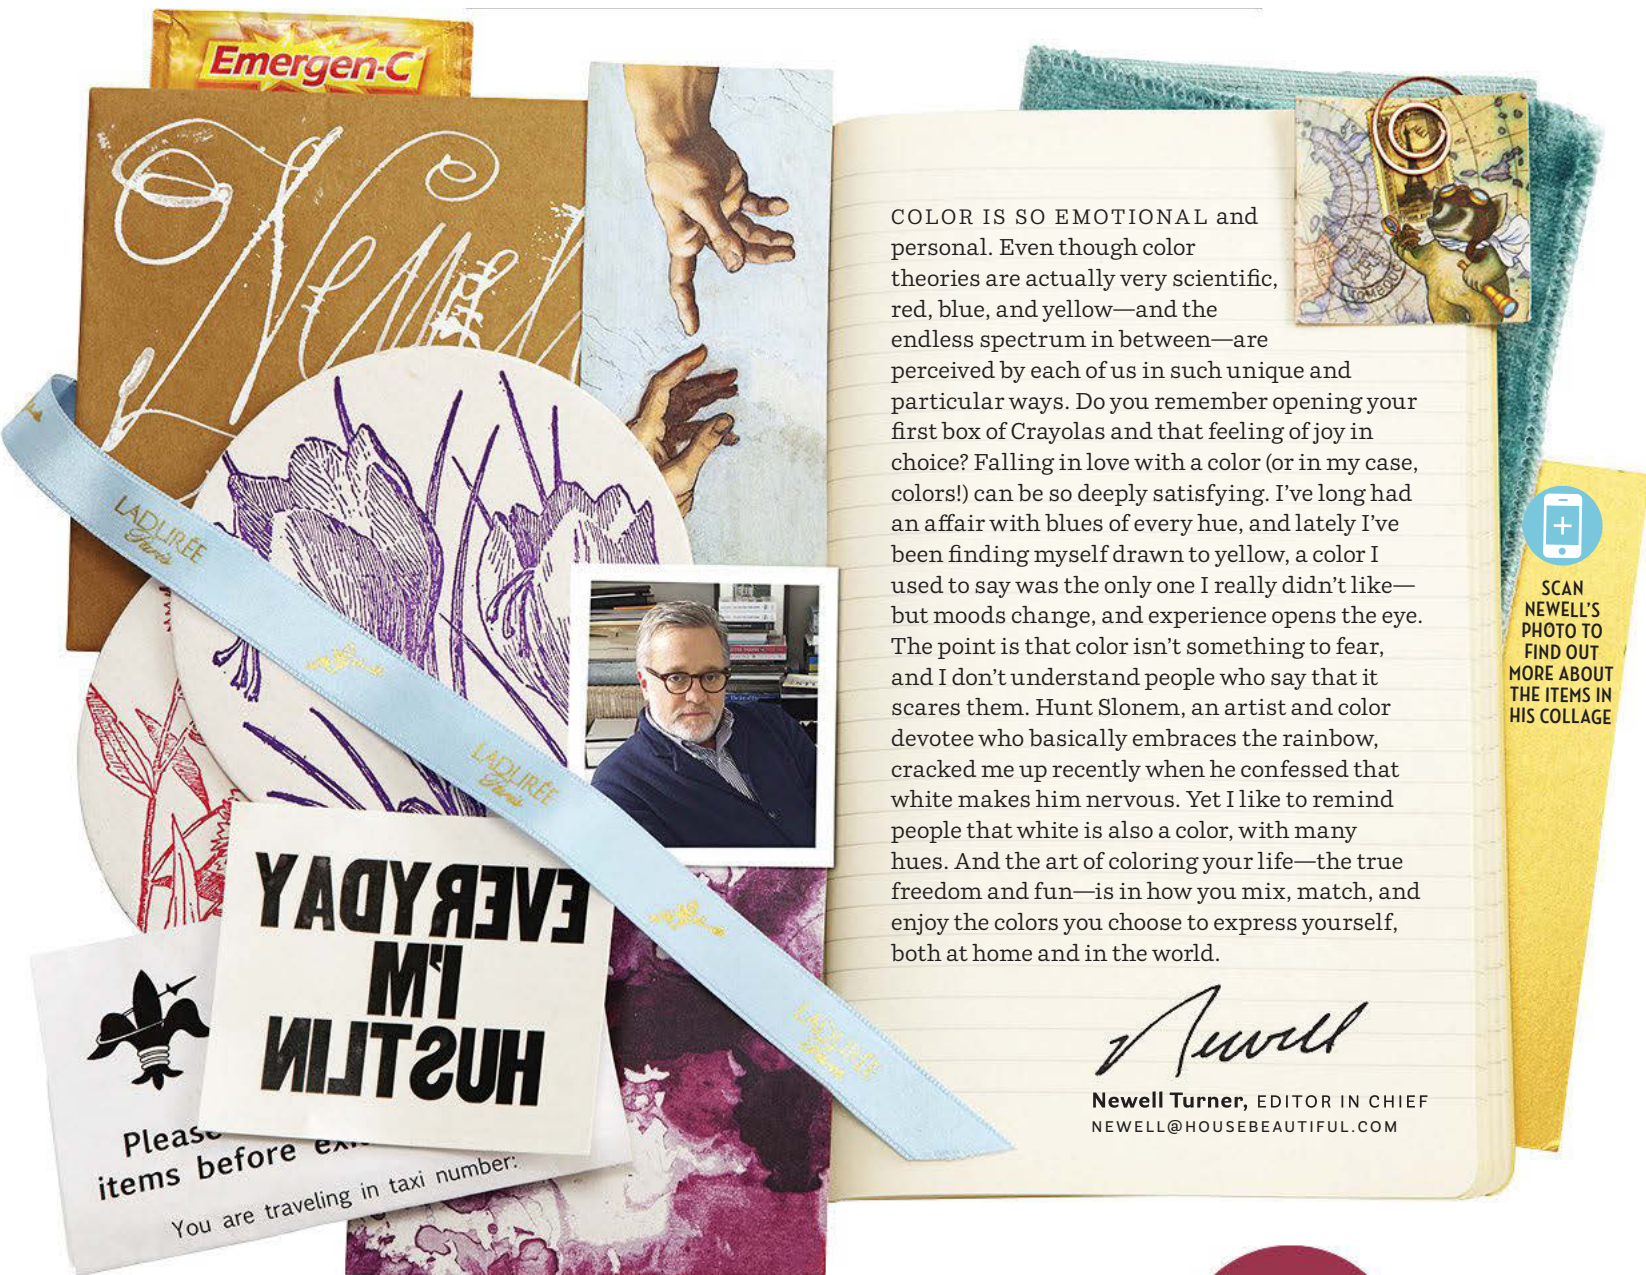 Emergen-C
Newell
LADURÉE
Paris
LADURÉE
Paris
LADURÉE
Paris
EVERYDAY
I'M
HUSTLIN
Please
items before
You are traveling in taxi number:
COLOR IS SO EMOTIONAL and
personal. Even though color
theories are actually very scientific,
red, blue, and yellow—and the
endless spectrum in between—are
perceived by each of us in such unique and
particular ways. Do you remember opening your
first box of Crayolas and that feeling of joy in
choice? Falling in love with a color (or in my case,
colors!) can be so deeply satisfying. I’ve long had
an affair with blues of every hue, and lately I’ve
been finding myself drawn to yellow, a color I
used to say was the only one I really didn’t like—
but moods change, and experience opens the eye.
The point is that color isn’t something to fear,
and I don’t understand people who say that it
scares them. Hunt Slonem, an artist and color
devotee who basically embraces the rainbow,
cracked me up recently when he confessed that
white makes him nervous. Yet I like to remind
people that white is also a color, with many
hues. And the art of coloring your life—the true
freedom and fun—is in how you mix, match, and
enjoy the colors you choose to express yourself,
both at home and in the world.
Newell
Newell Turner, EDITOR IN CHIEF
NEWELL@HOUSEBEAUTIFUL.COM
SCAN
NEWELL’S
PHOTO TO
FIND OUT
MORE ABOUT
THE ITEMS IN
HIS COLLAGE